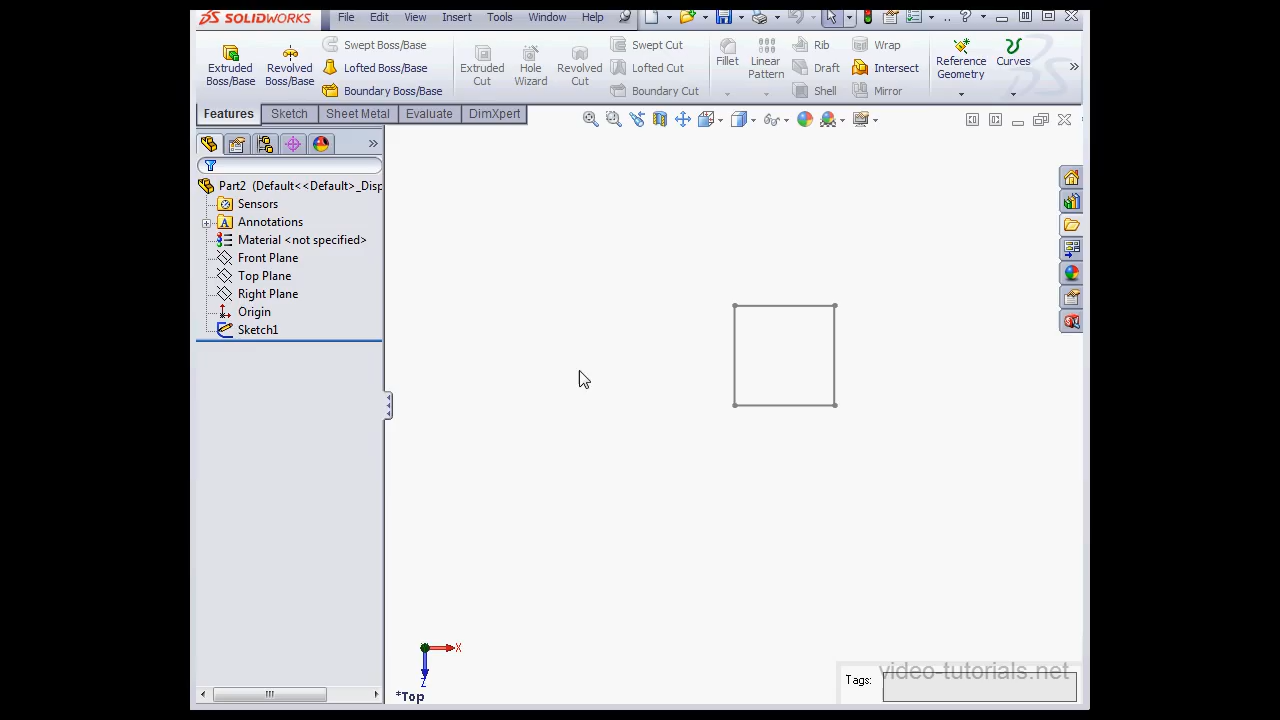 SOLIDWORKS File Edit View Insert Tools Window Help
Extruded Boss/Base
Revolved Boss/Base
Swept Boss/Base
Lofted Boss/Base
Boundary Boss/Base
Extruded Cut
Hole Wizard
Revolved Cut
Swept Cut
Lofted Cut
Boundary Cut
Fillet
Linear Pattern
Rib
Draft
Shell
Wrap
Intersect
Mirror
Reference Geometry
Curves
Features Sketch Sheet Metal Evaluate DimXpert
Part2 (Default<<Default>_Disp
Sensors
Annotations
Material <not specified>
Front Plane
Top Plane
Right Plane
Origin
Sketch1
X
Z
*Top
video-tutorials.net
Tags: